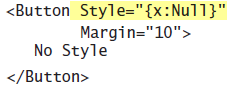 <Button Style="{x:Null}"
Margin="10">
No Style
</Button>